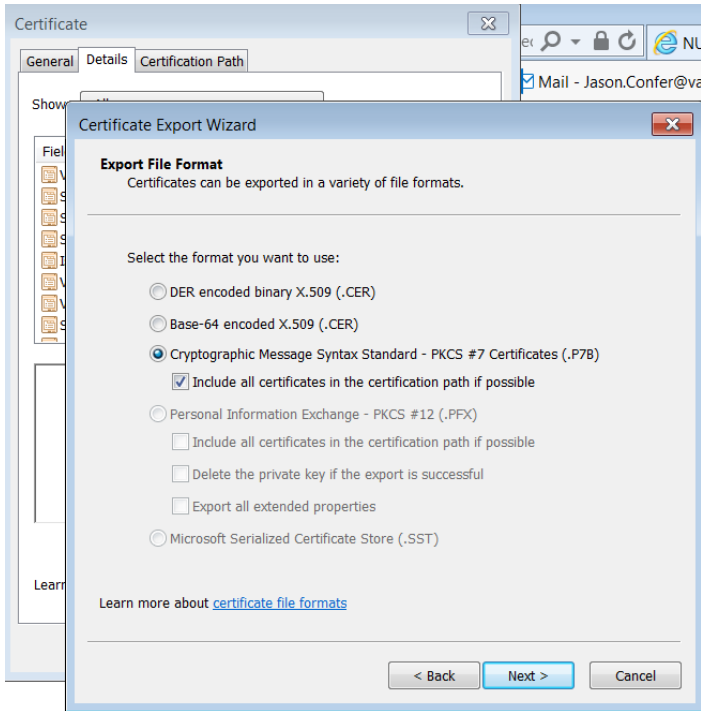 Certificate
General Details Certification Path
NU
Mail - Jason.Confer@va
Show
Certificate Export Wizard
Fiel
Export File Format
Certificates can be exported in a variety of file formats.
Select the format you want to use:
DER encoded binary X.509 (.CER)
Base-64 encoded X.509 (.CER)
Cryptographic Message Syntax Standard - PKCS #7 Certificates (.P7B)
Include all certificates in the certification path if possible
Personal Information Exchange - PKCS #12 (.PFX)
Include all certificates in the certification path if possible
Delete the private key if the export is successful
Export all extended properties
Microsoft Serialized Certificate Store (.SST)
Learn
Learn more about certificate file formats
< Back Next > Cancel